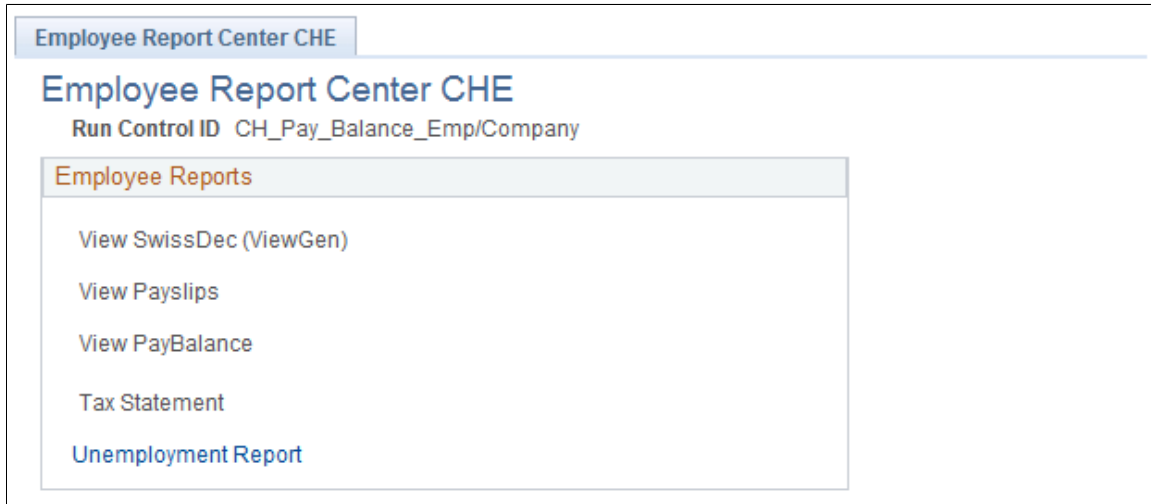 Employee Report Center CHE
Employee Report Center CHE
Run Control ID CH_Pay_Balance_Emp/Company
Employee Reports
View SwissDec (ViewGen)
View Payslips
View PayBalance
Tax Statement
Unemployment Report